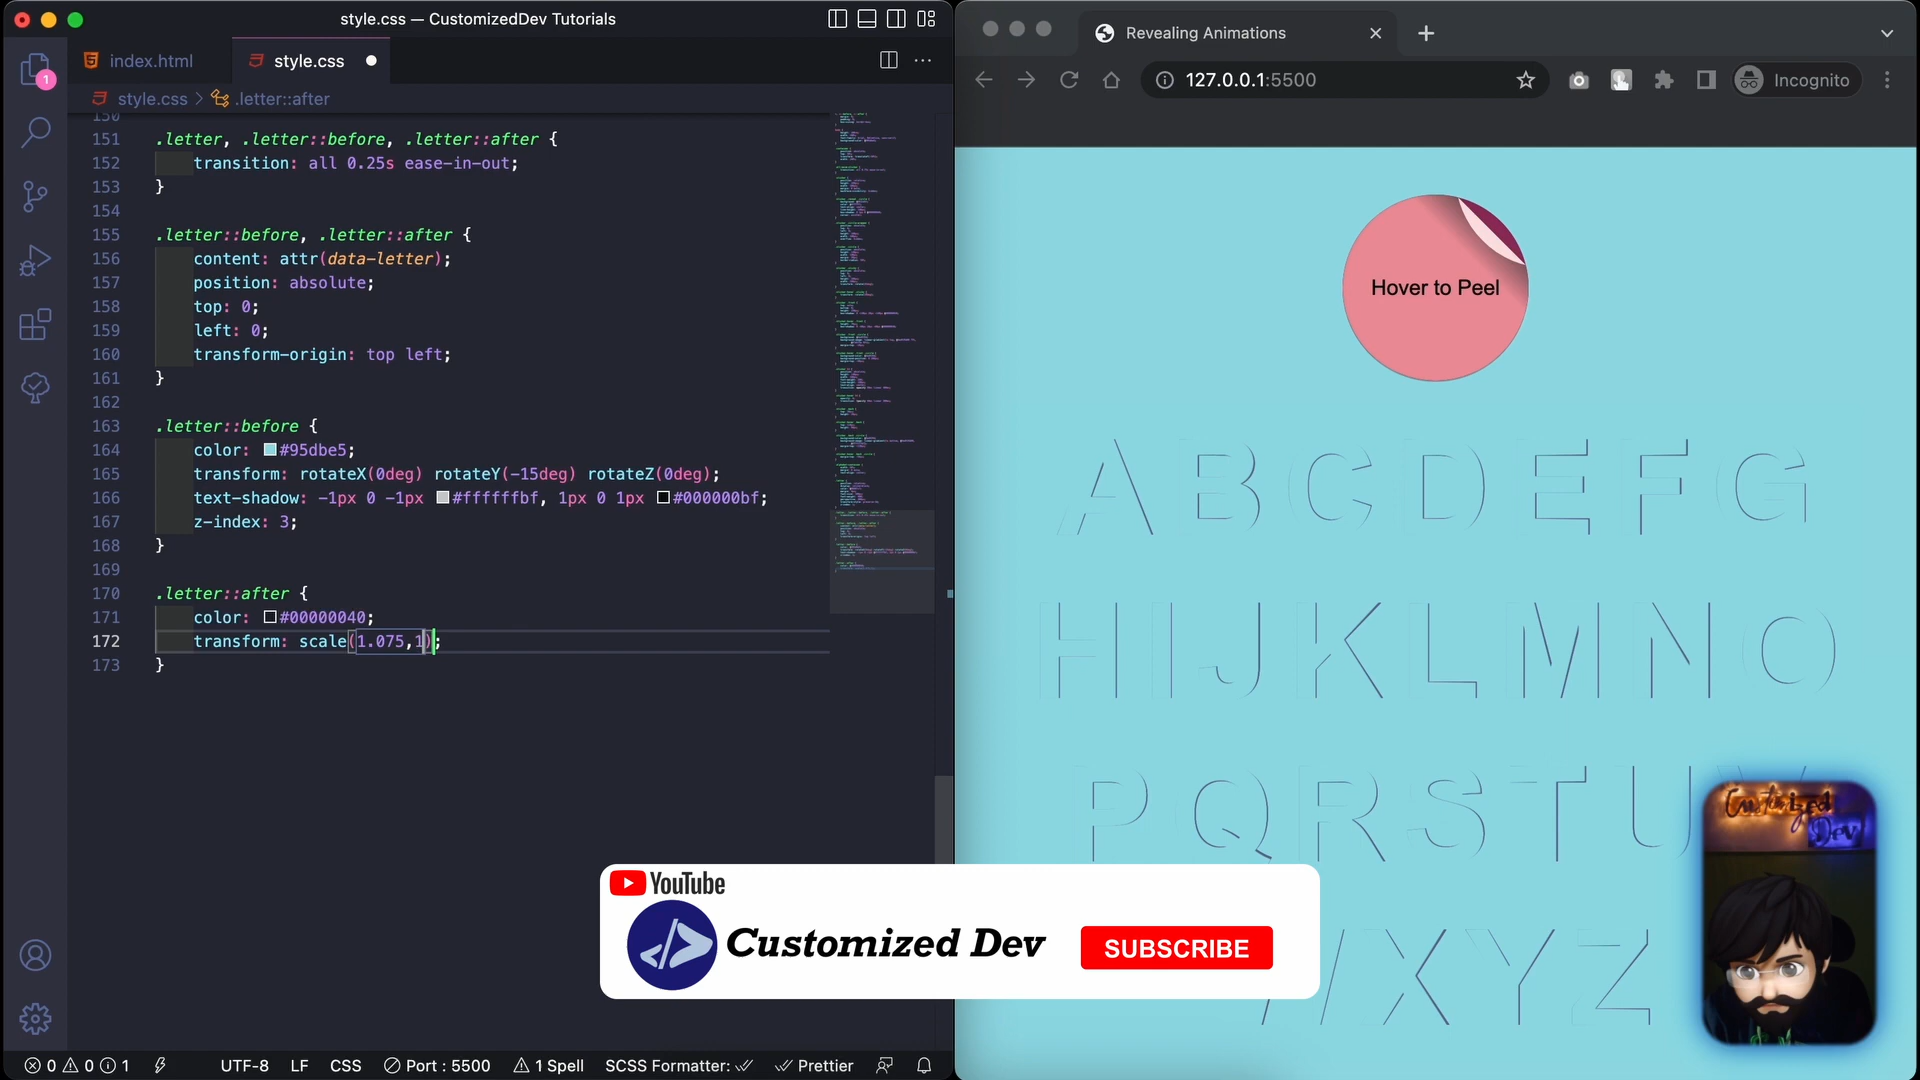 style.css — CustomizedDev Tutorials
index.html
style.css
style.css > .letter::after
150
151 .letter, .letter::before, .letter::after {
152 transition: all 0.25s ease-in-out;
153 }
154
155 .letter::before, .letter::after {
156 content: attr(data-letter);
157 position: absolute;
158 top: 0;
159 left: 0;
160 transform-origin: top left;
161 }
162
163 .letter::before {
164 color: #95dbe5;
165 transform: rotateX(0deg) rotateY(-15deg) rotateZ(0deg);
166 text-shadow: -1px 0 -1px #ffffffbf, 1px 0 1px #000000bf;
167 z-index: 3;
168 }
169
170 .letter::after {
171 color: #00000040;
172 transform: scale(1.075,1);
173 }
1
0 0 1 UTF-8 LF CSS Port : 5500 1 Spell SCSS Formatter: Prettier
Revealing Animations
127.0.0.1:5500
Incognito
Hover to Peel
A B C D E F G
H I J K L M N O
P Q R S T U
X Y Z
YouTube
Customized Dev
SUBSCRIBE
Customized
Dev